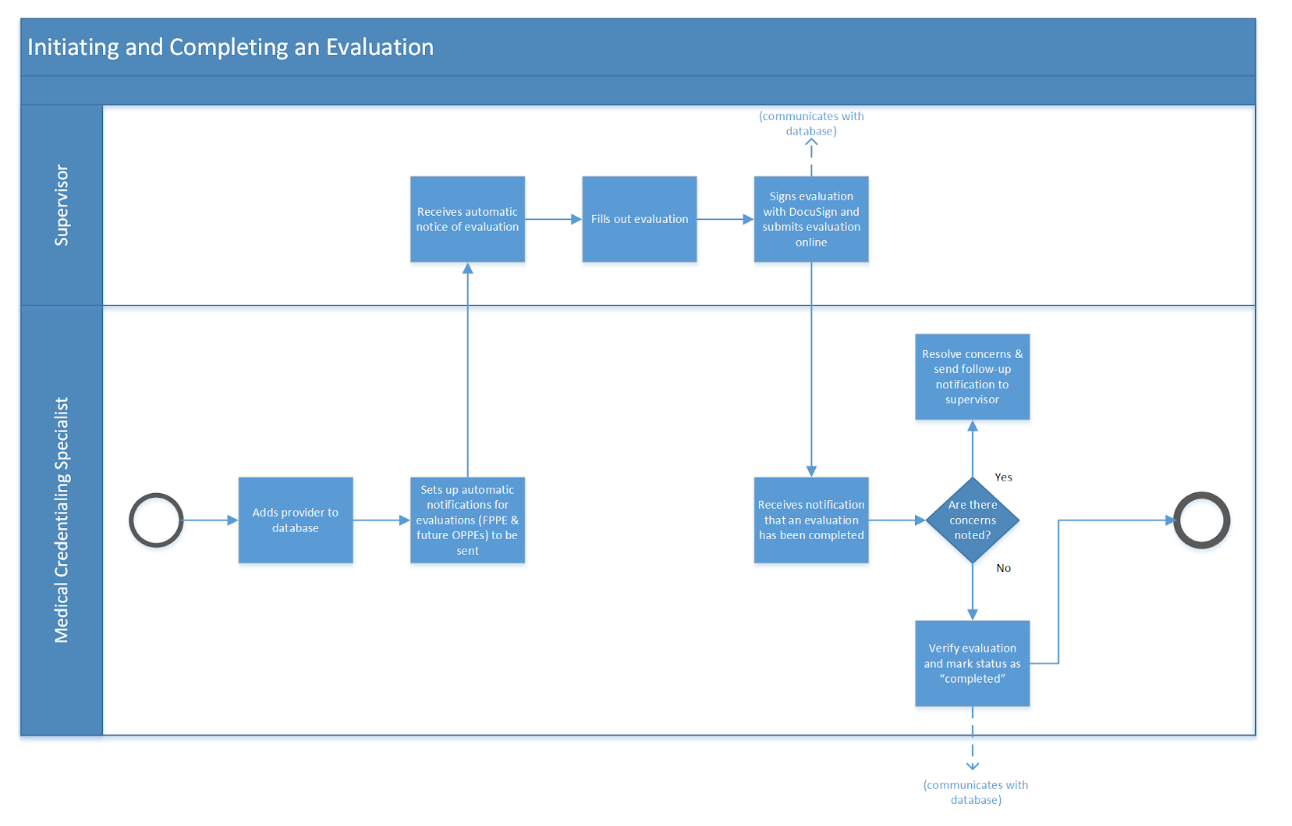 Initiating and Completing an Evaluation
Supervisor
(communicates with
database)
Receives automatic
notice of evaluation
Fills out evaluation
Signs evaluation
with DocuSign and
submits evaluation
online
Medical Credentialing Specialist
Adds provider to
database
Sets up automatic
notifications for
evaluations (FPPE &
future OPPEs) to be
sent
Receives notification
that an evaluation
has been completed
Are there
concerns
noted?
Yes
Resolve concerns &
send follow-up
notification to
supervisor
No
Verify evaluation
and mark status as
“completed”
(communicates with
database)